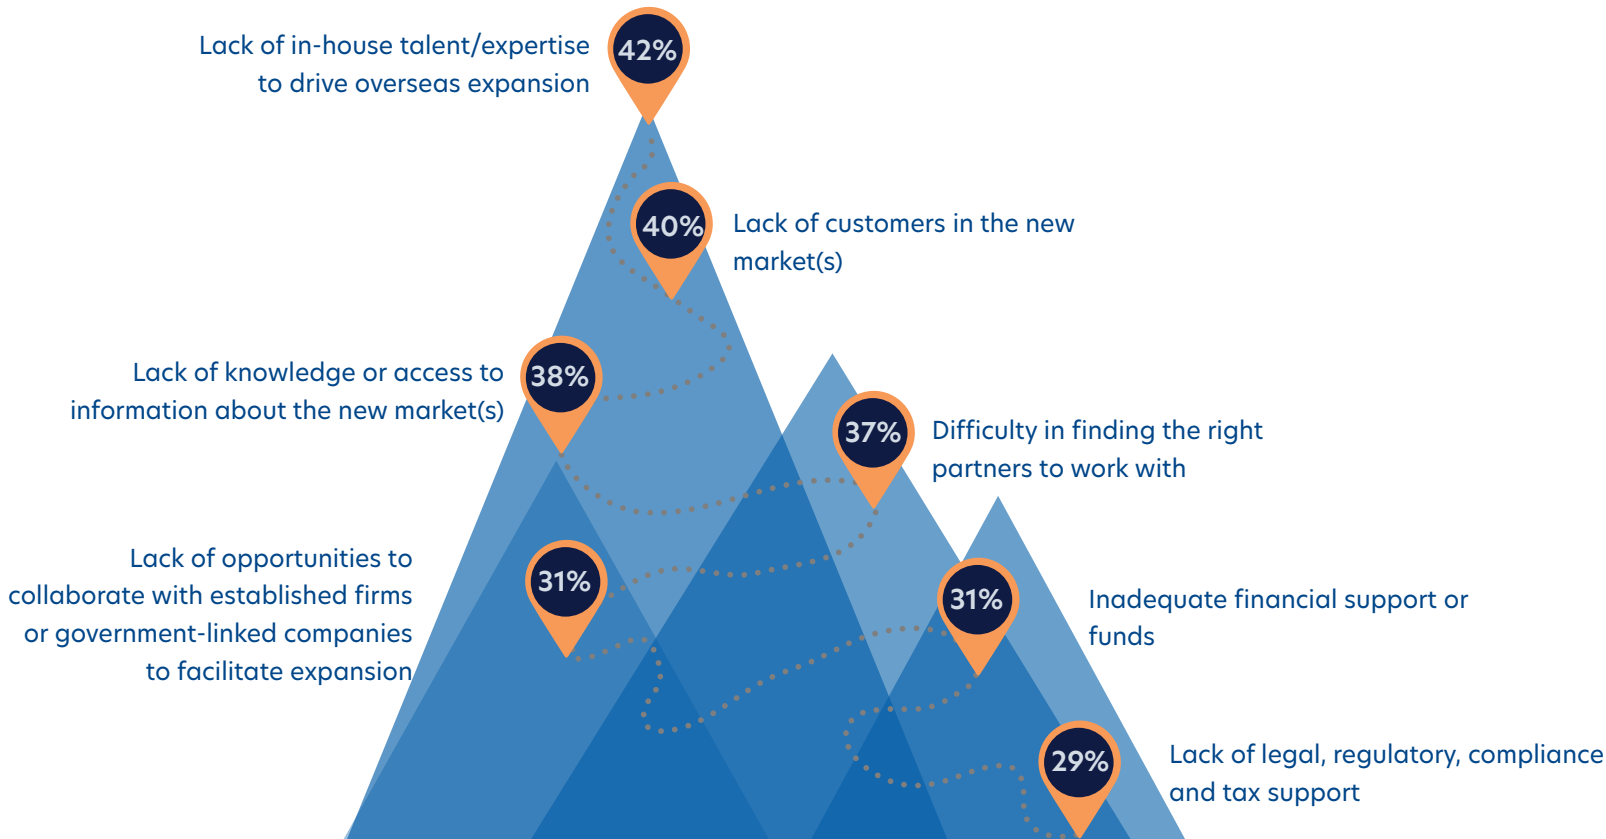 42%
Lack of in-house talent/expertise
to drive overseas expansion
40%
Lack of customers in the new
market(s)
38%
Lack of knowledge or access to
information about the new market(s)
37%
Difficulty in finding the right
partners to work with
31%
Lack of opportunities to
collaborate with established firms
or government-linked companies
to facilitate expansion
31%
Inadequate financial support or
funds
29%
Lack of legal, regulatory, compliance
and tax support